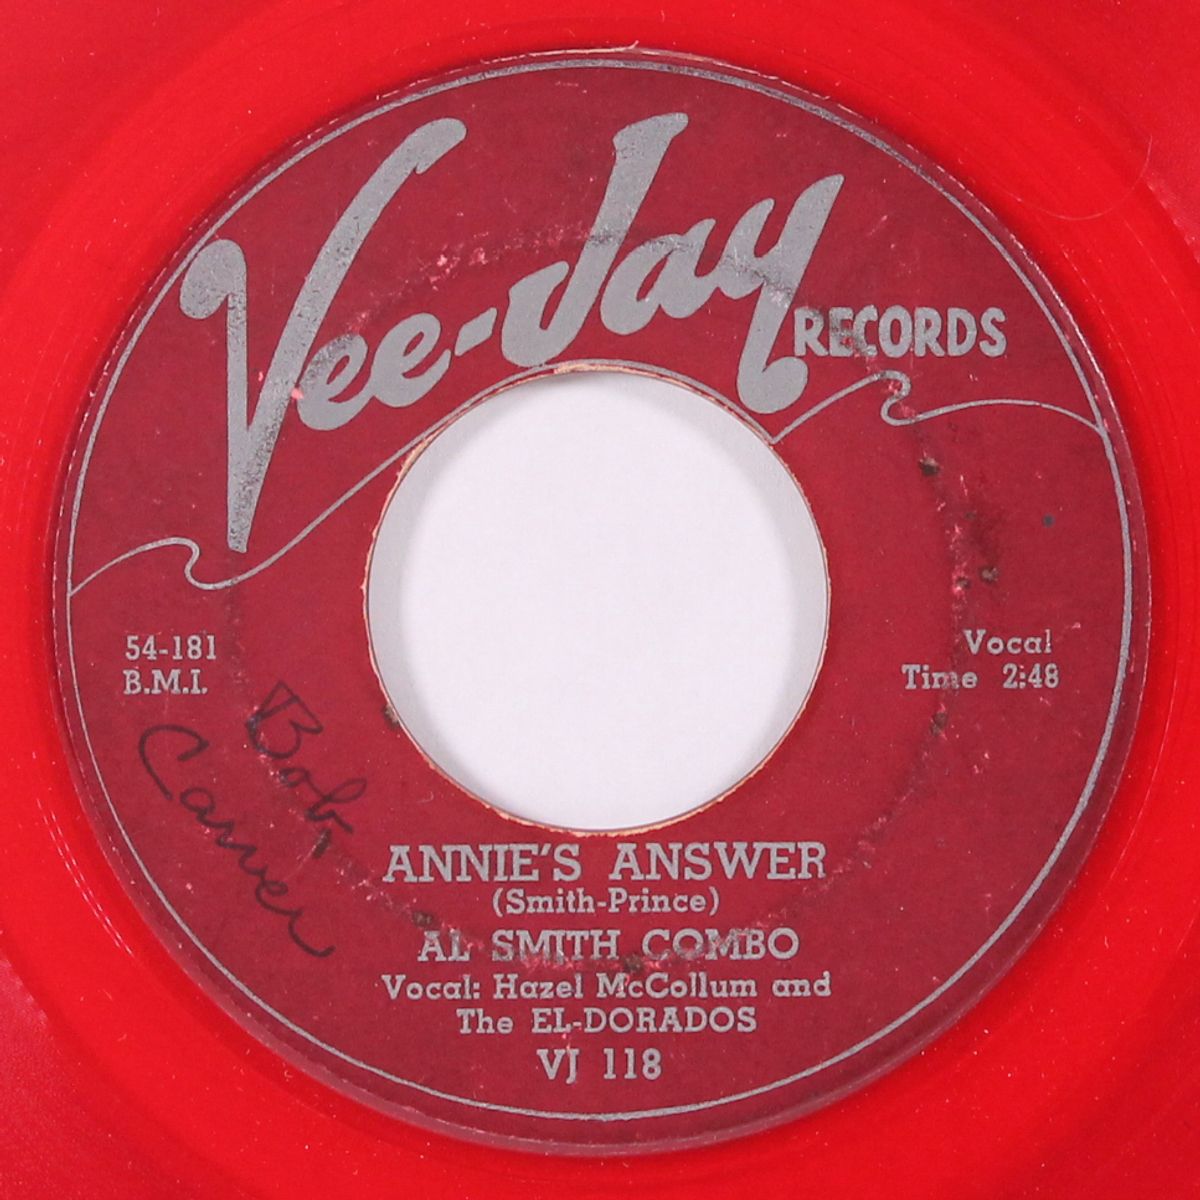 Vee-Jay
RECORDS
54-181
B.M.I.
Vocal
Time 2:48
Bob
Carver
ANNIE'S ANSWER
(Smith-Prince)
AL SMITH COMBO
Vocal: Hazel McCollum and
The EL-DORADOS
VJ 118